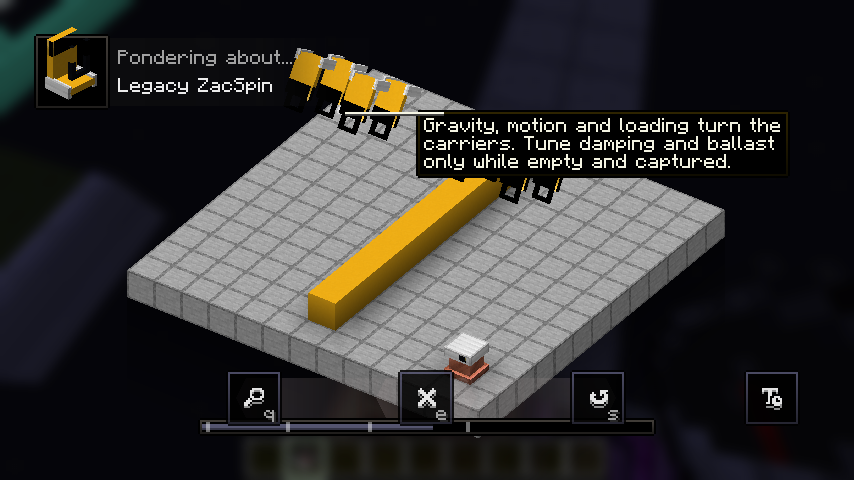 Pondering about...
Legacy ZacSpin
Gravity, motion and loading turn the
carriers. Tune damping and ballast
only while empty and captured.
q
e
s
T